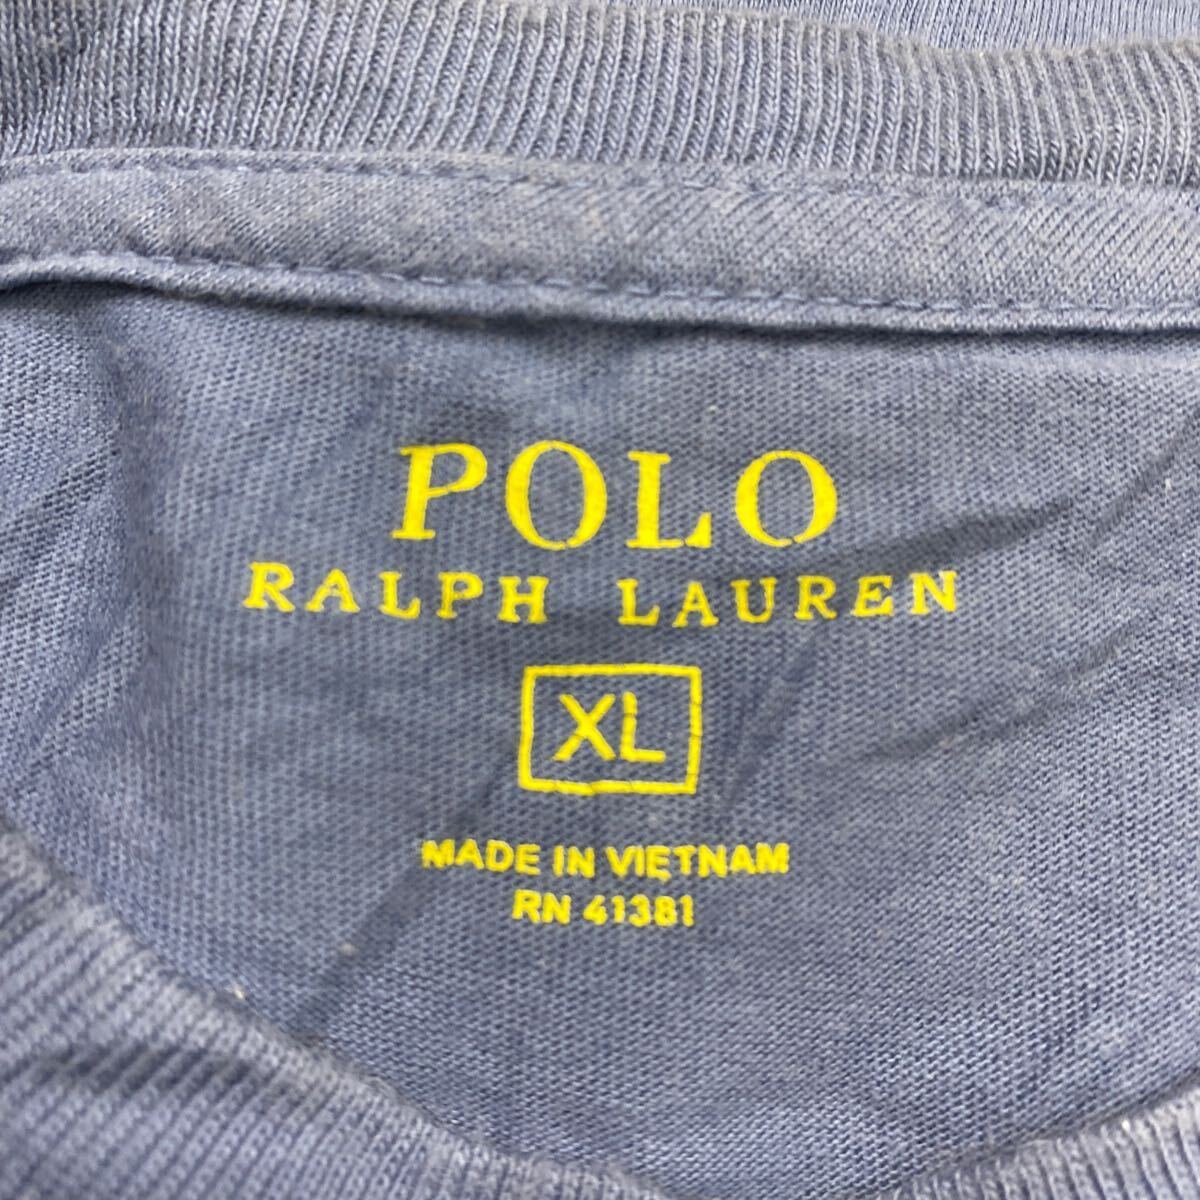 POLO
RALPH LAUREN
XL
MADE IN VIETNAM
RN 41381